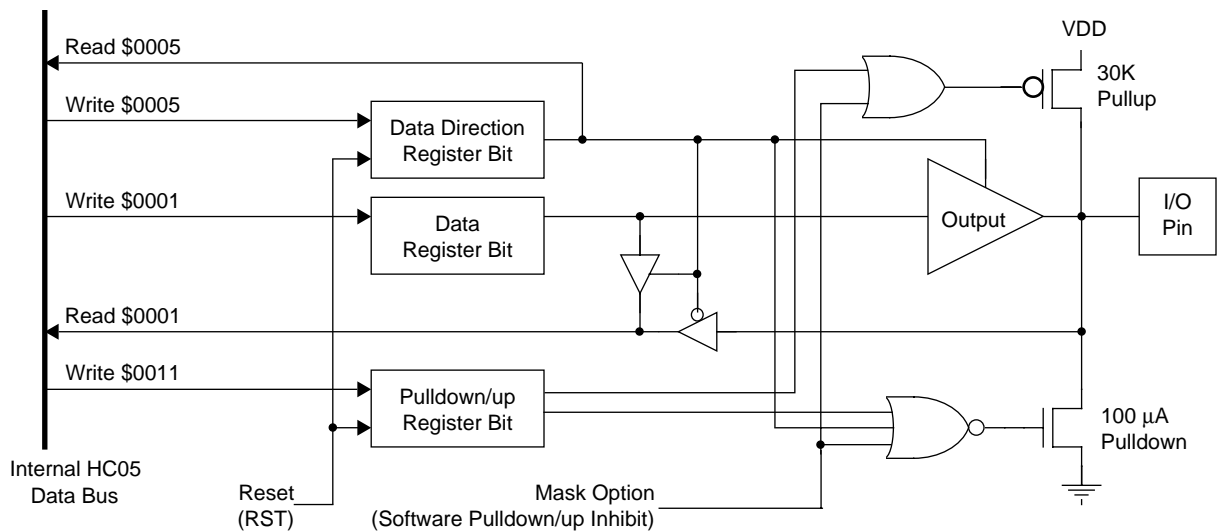 VDD
Read $0005
30K
Pullup
Write $0005
Data Direction
Register Bit
Write $0001
Data
Register Bit
Output
I/O
Pin
Read $0001
Write $0011
Pulldown/up
Register Bit
100 µA
Pulldown
Internal HC05
Data Bus
Reset
(RST)
Mask Option
(Software Pulldown/up Inhibit)